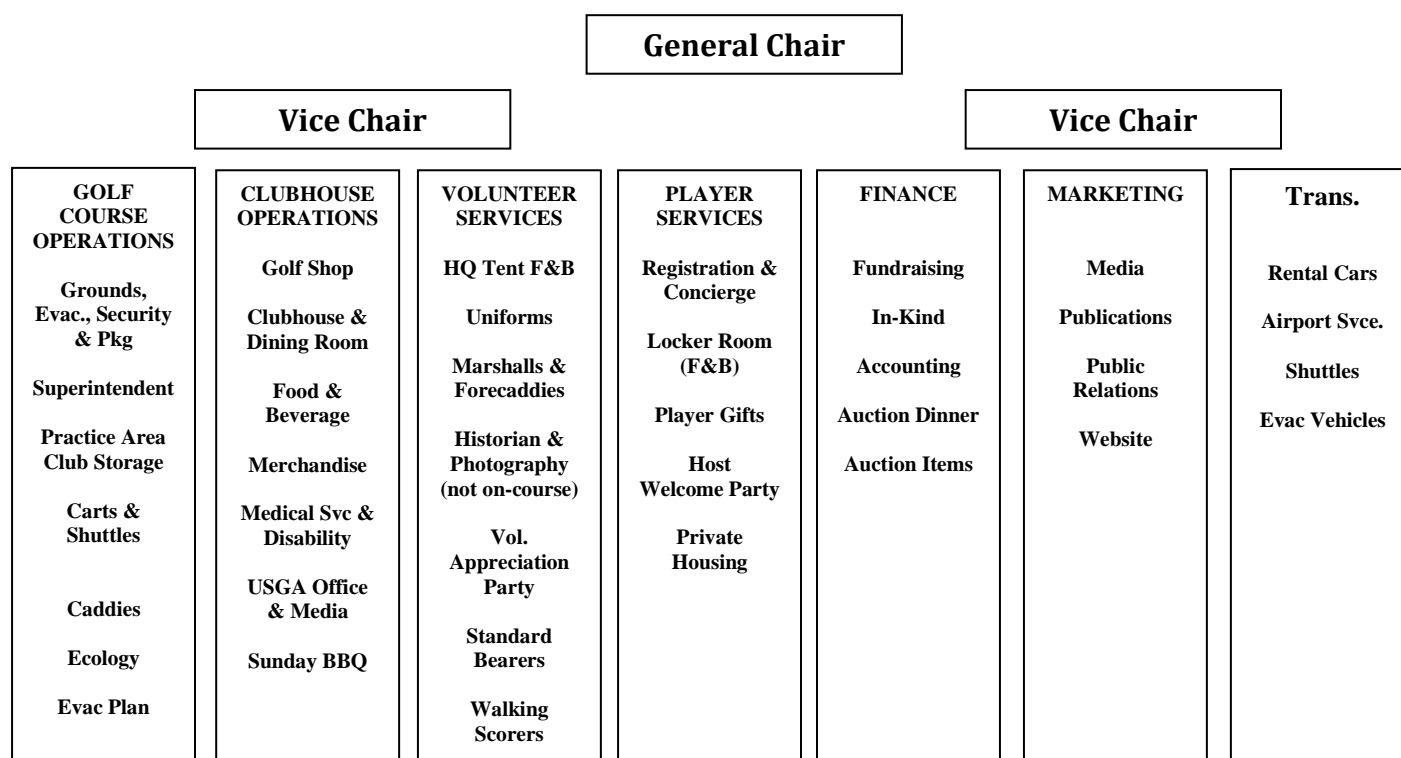 General Chair
Vice Chair
Vice Chair
GOLF
COURSE
OPERATIONS
Grounds,
Evac., Security
& Pkg
Superintendent
Practice Area
Club Storage
Carts &
Shuttles
Caddies
Ecology
Evac Plan
CLUBHOUSE
OPERATIONS
Golf Shop
Clubhouse &
Dining Room
Food &
Beverage
Merchandise
Medical Svc &
Disability
USGA Office
& Media
Sunday BBQ
VOLUNTEER
SERVICES
HQ Tent F&B
Uniforms
Marshalls &
Forecaddies
Historian &
Photography
(not on-course)
Vol.
Appreciation
Party
Standard
Bearers
Walking
Scorers
PLAYER
SERVICES
Registration &
Concierge
Locker Room
(F&B)
Player Gifts
Host
Welcome Party
Private
Housing
FINANCE
Fundraising
In-Kind
Accounting
Auction Dinner
Auction Items
MARKETING
Media
Publications
Public
Relations
Website
Trans.
Rental Cars
Airport Svce.
Shuttles
Evac Vehicles